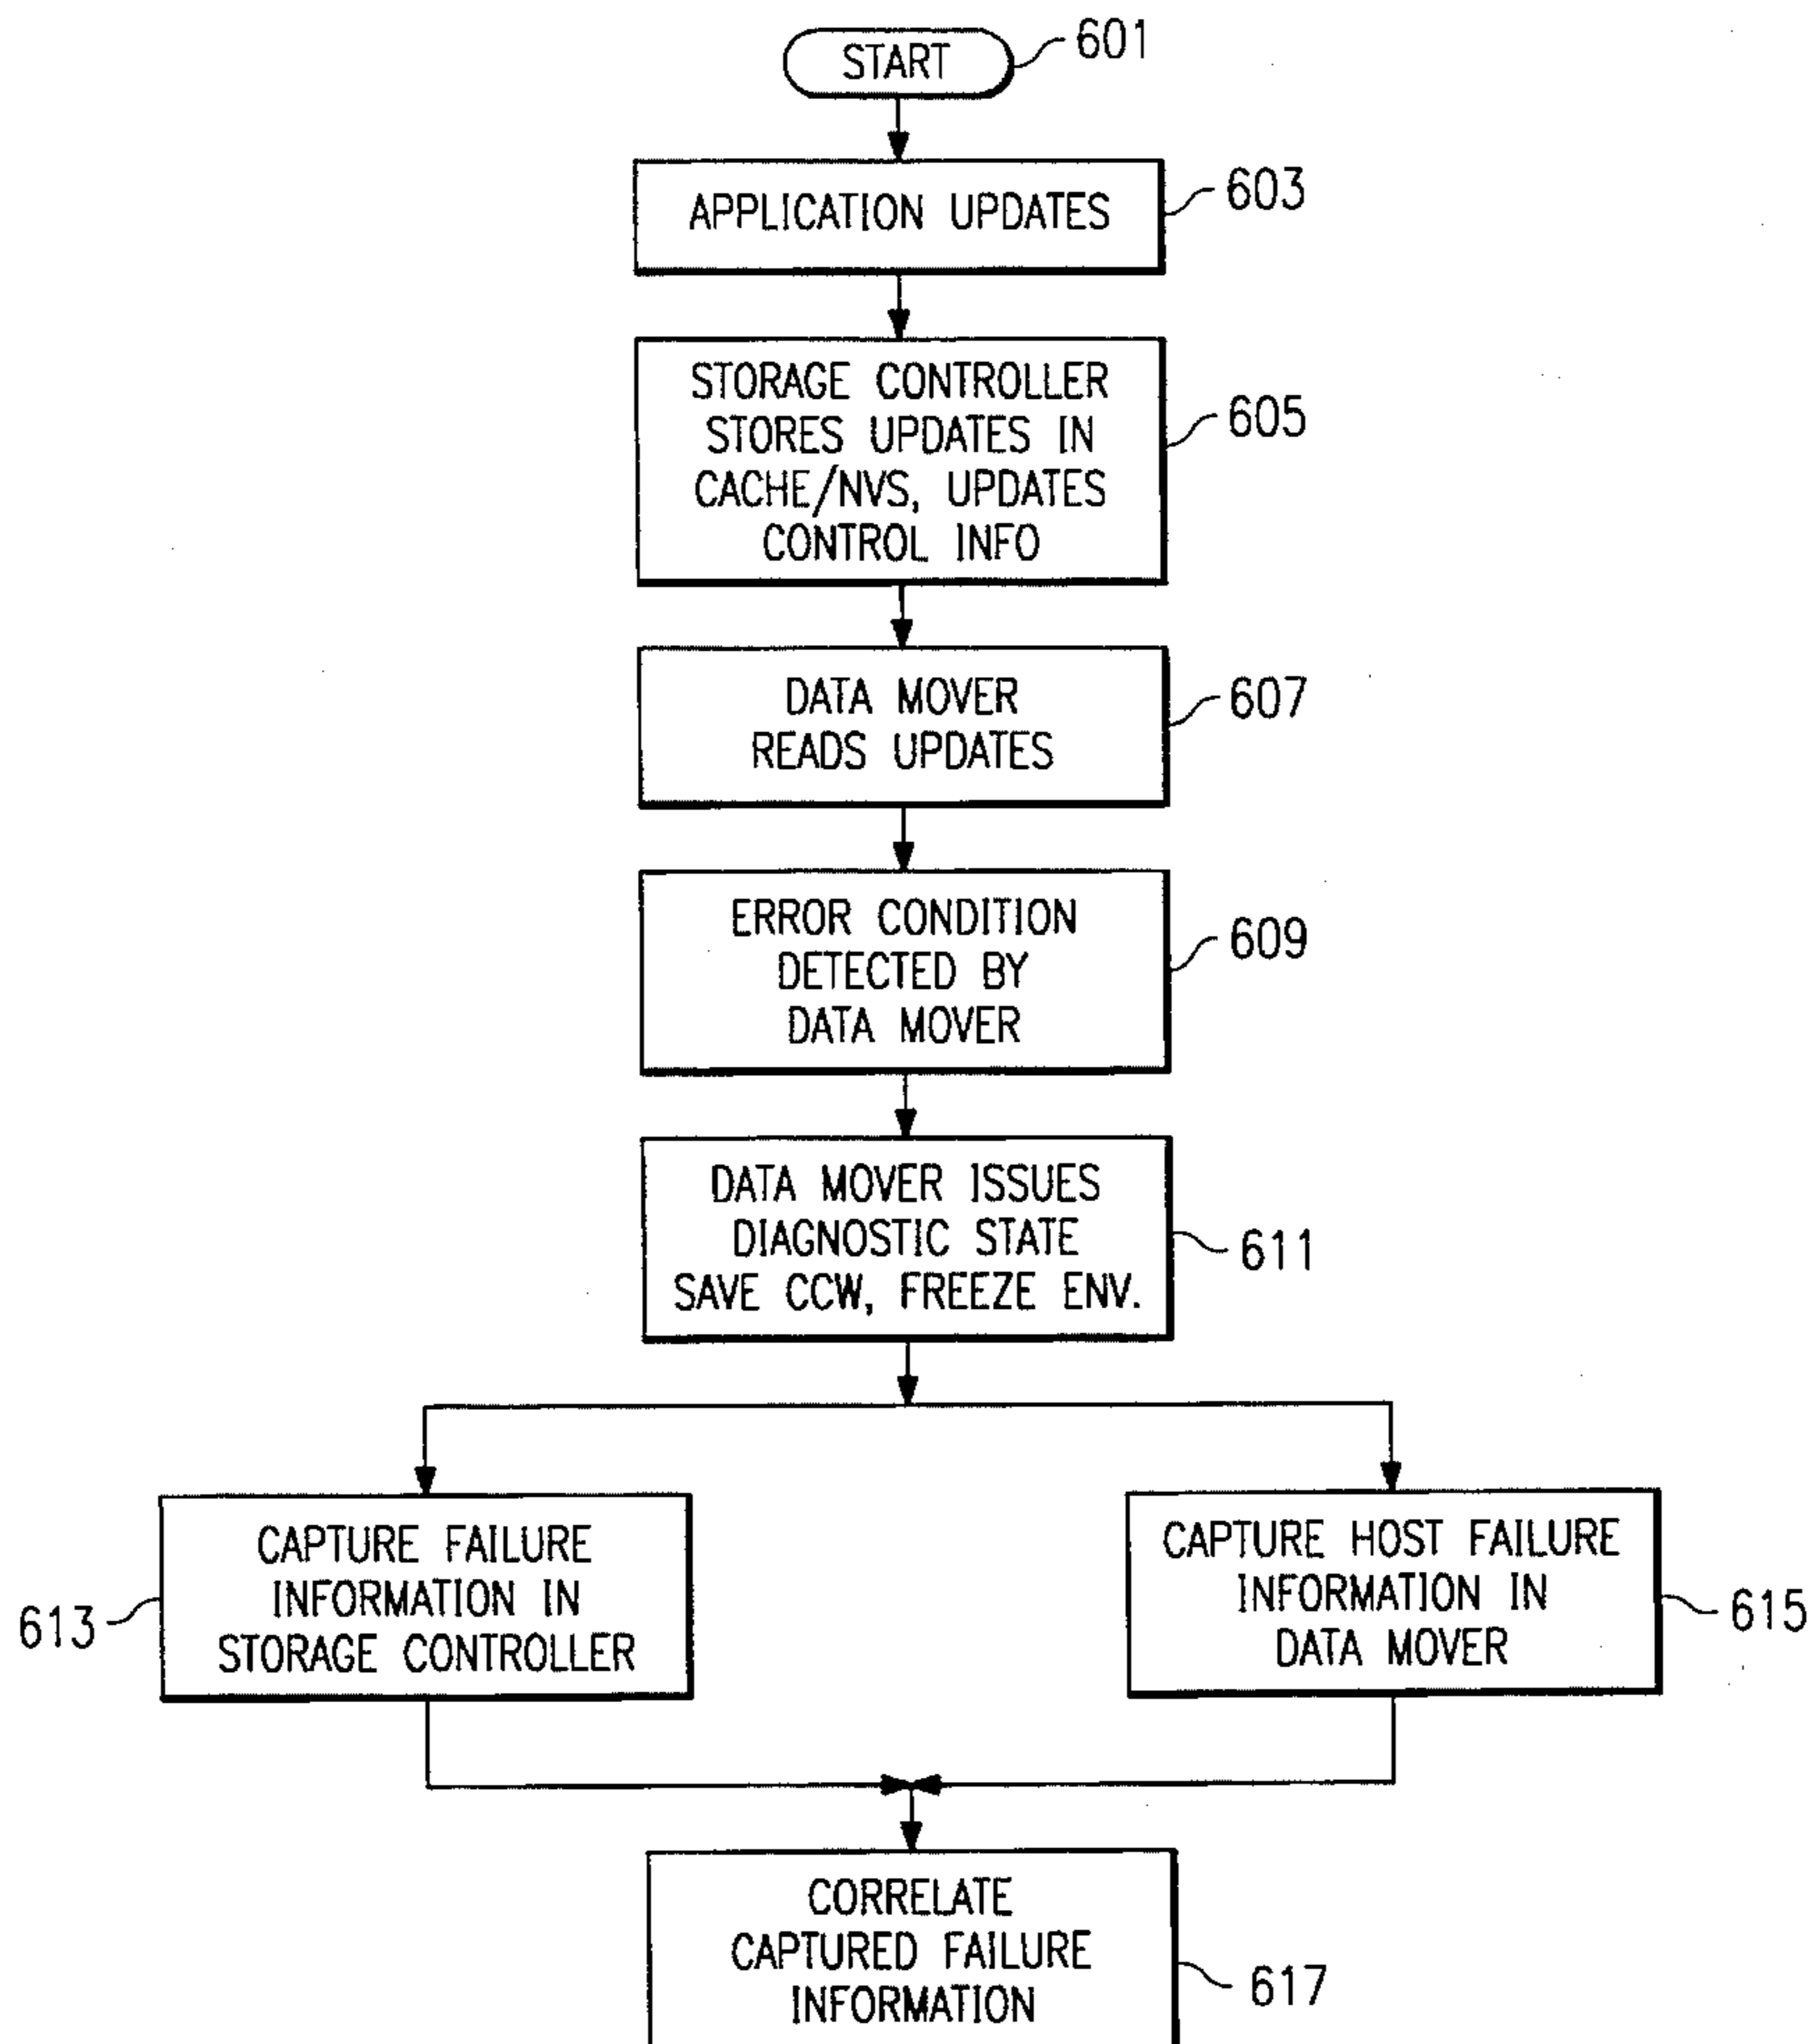 START
601
APPLICATION UPDATES
603
STORAGE CONTROLLER
STORES UPDATES IN
CACHE/NVS, UPDATES
CONTROL INFO
605
DATA MOVER
READS UPDATES
607
ERROR CONDITION
DETECTED BY
DATA MOVER
609
DATA MOVER ISSUES
DIAGNOSTIC STATE
SAVE CCW, FREEZE ENV.
611
CAPTURE FAILURE
INFORMATION IN
STORAGE CONTROLLER
613
CAPTURE HOST FAILURE
INFORMATION IN
DATA MOVER
615
CORRELATE
CAPTURED FAILURE
INFORMATION
617